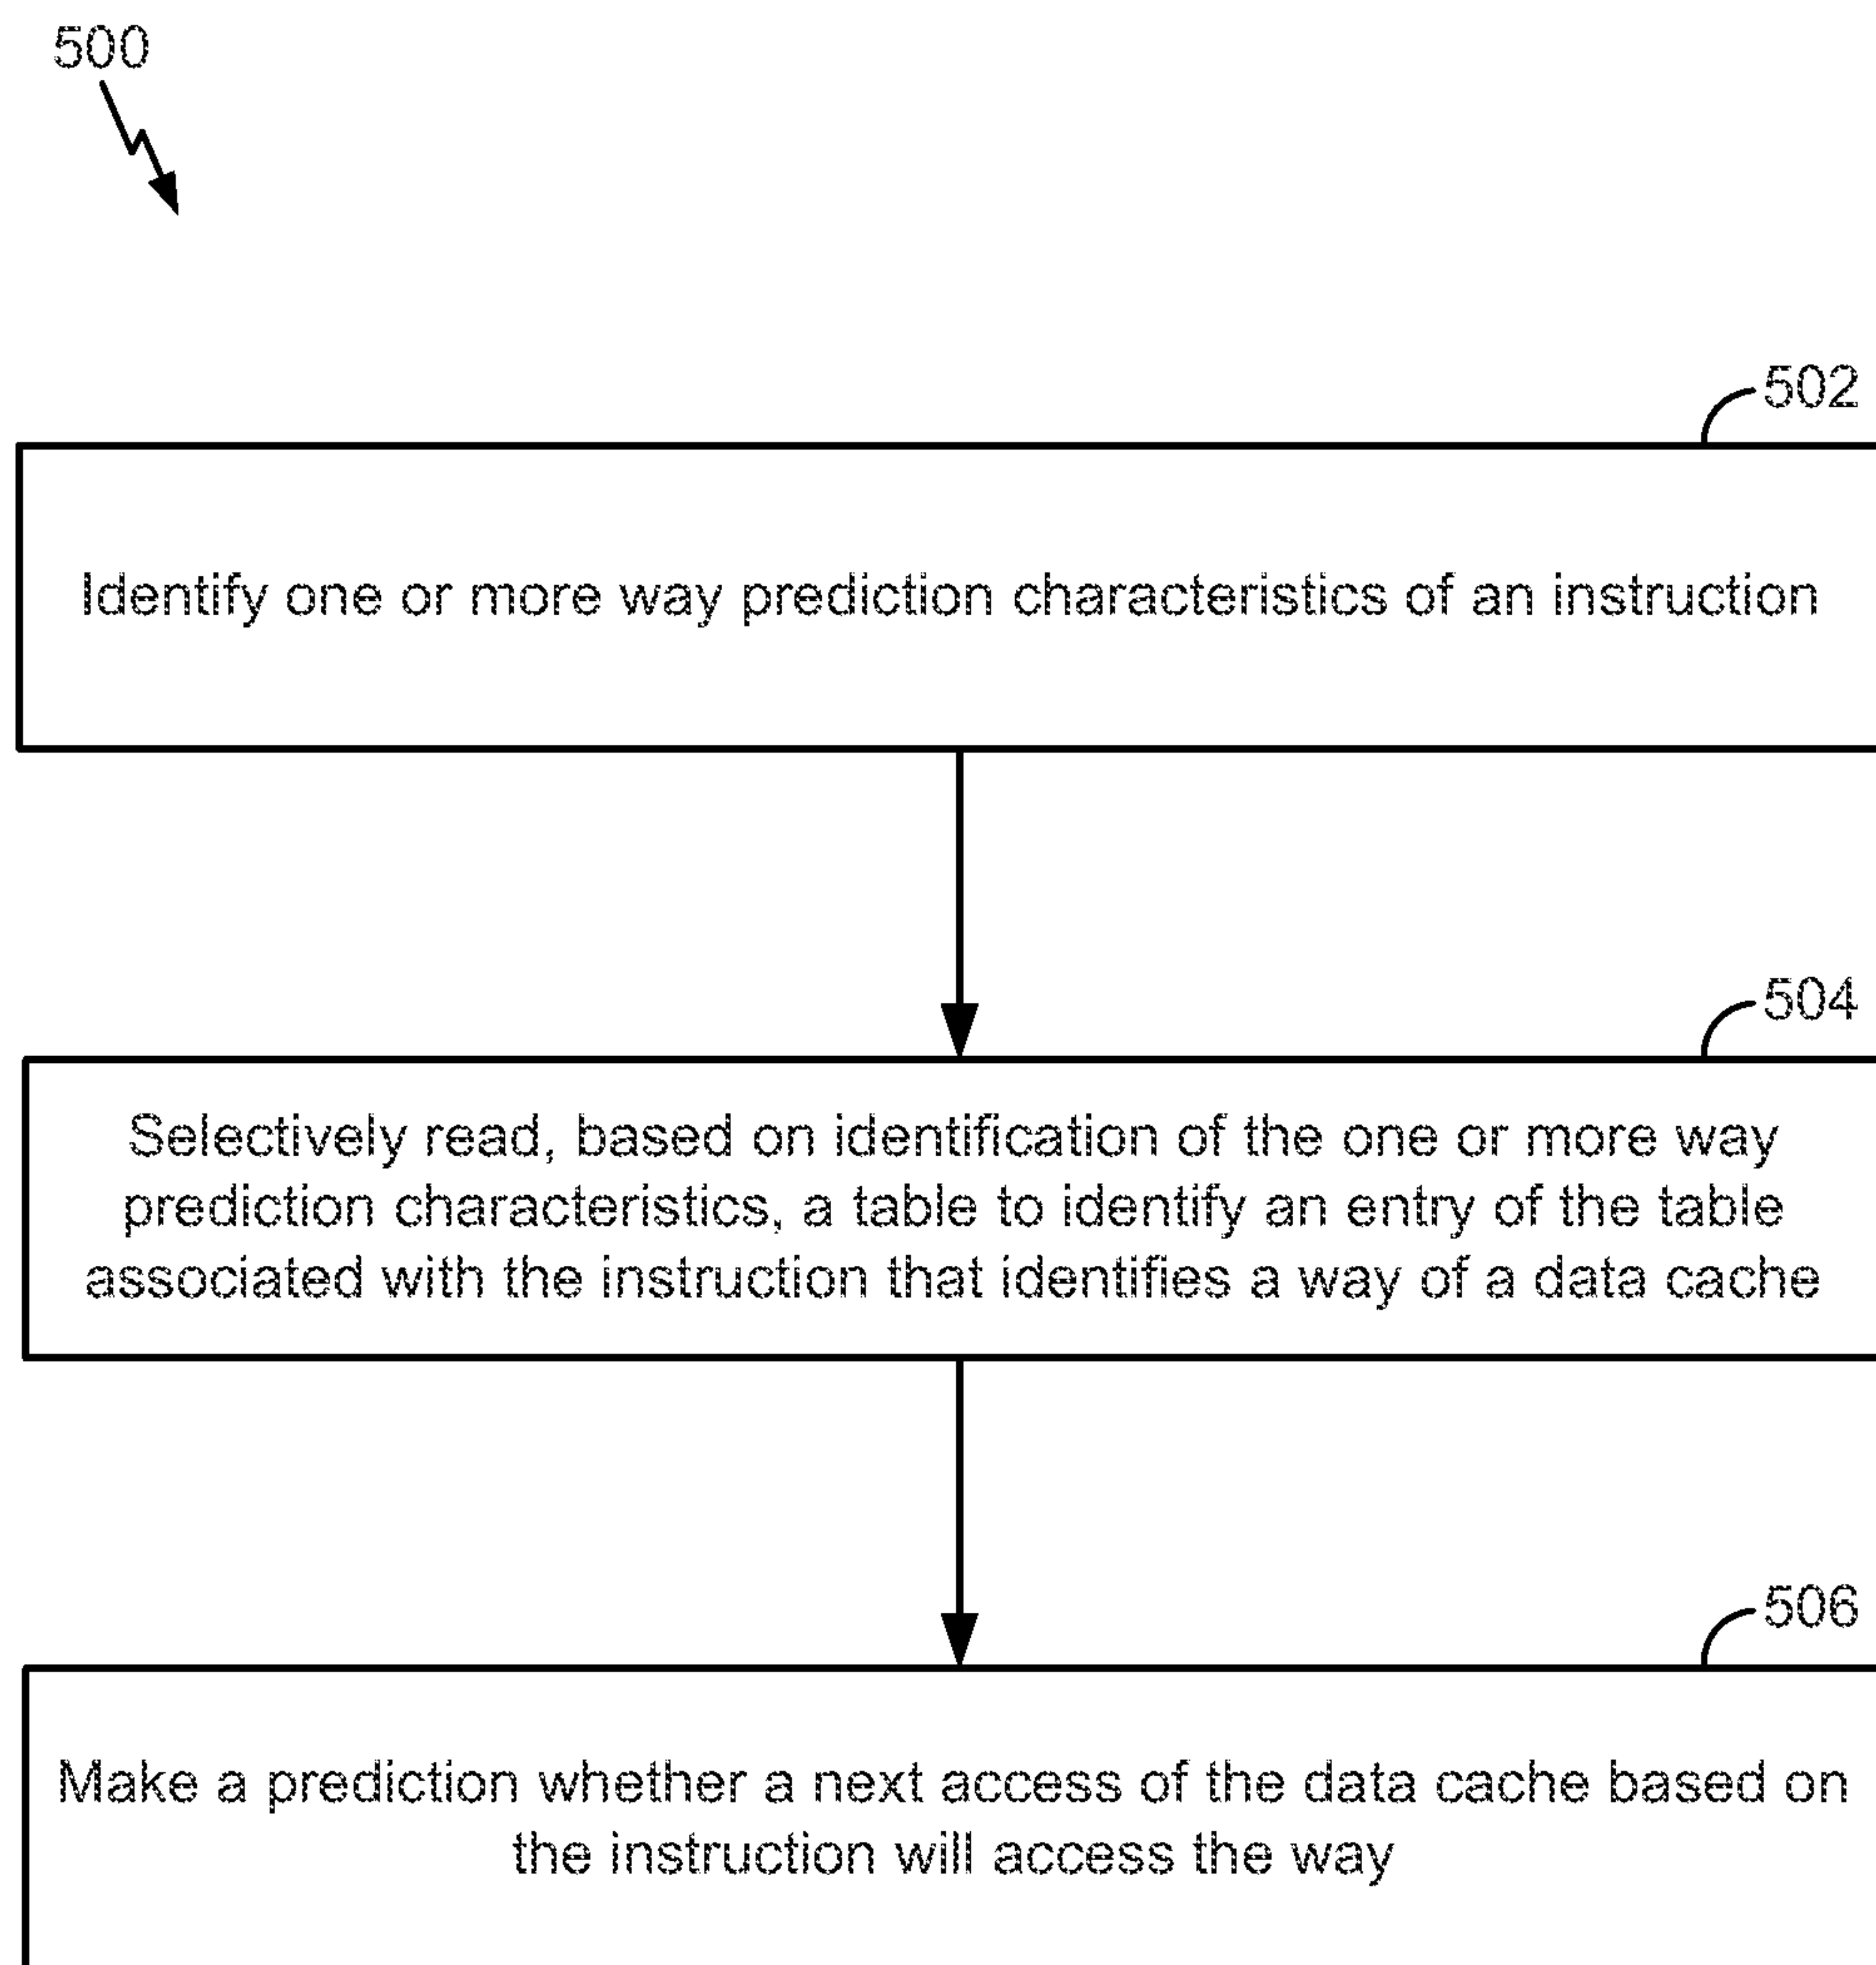 500
502
Identify one or more way prediction characteristics of an instruction
504
Selectively read, based on identification of the one or more way
prediction characteristics, a table to identify an entry of the table
associated with the instruction that identifies a way of a data cache
506
Make a prediction whether a next access of the data cache based on
the instruction will access the way